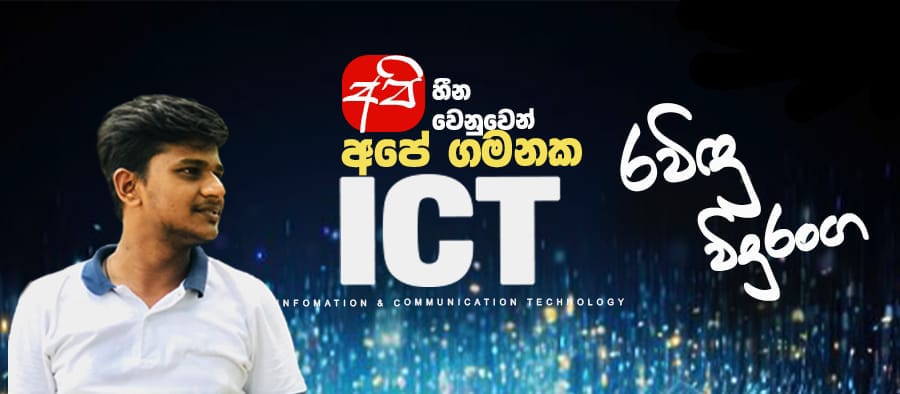 අපි හීන
වෙනුවෙන්
අපේ ගමනක
ICT
INFOMATION & COMMUNICATION TECHNOLOGY
රවිඳු
විදුරංග